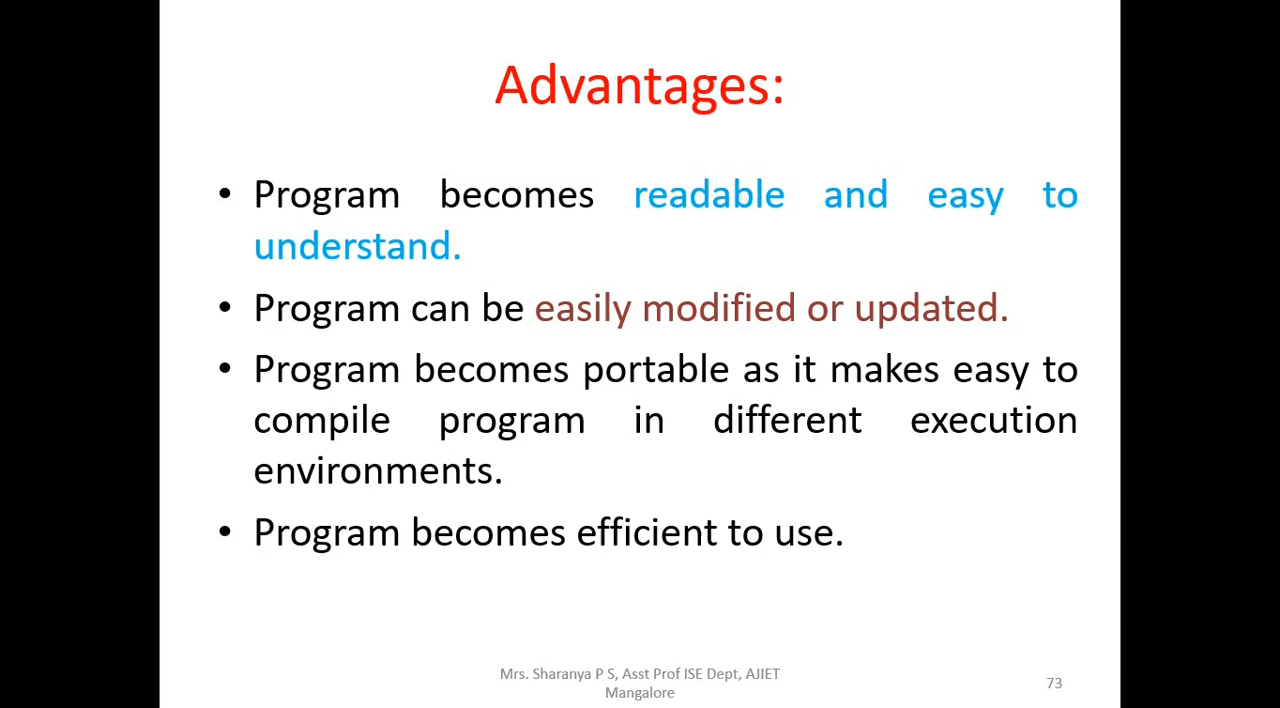 Advantages:
• Program becomes readable and easy to
understand.
• Program can be easily modified or updated.
• Program becomes portable as it makes easy to
compile program in different execution
environments.
• Program becomes efficient to use.
Mrs. Sharanya P S, Asst Prof ISE Dept, AJIET
Mangalore
73